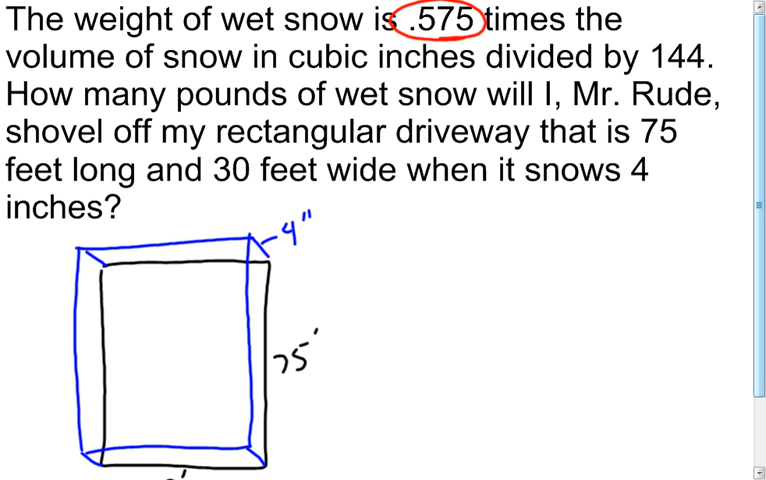 The weight of wet snow is .575 times the
volume of snow in cubic inches divided by 144.
How many pounds of wet snow will I, Mr. Rude,
shovel off my rectangular driveway that is 75
feet long and 30 feet wide when it snows 4
inches?
4"
75'